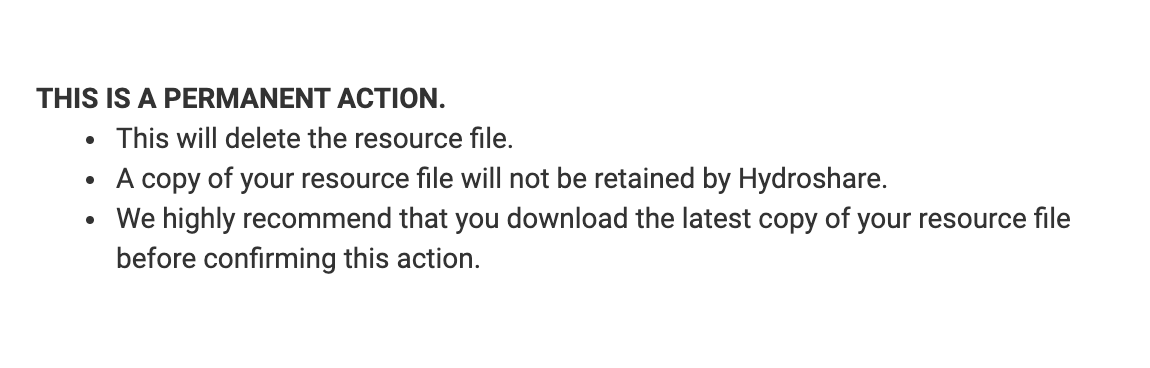 THIS IS A PERMANENT ACTION.
• This will delete the resource file.
• A copy of your resource file will not be retained by Hydroshare.
• We highly recommend that you download the latest copy of your resource file
before confirming this action.